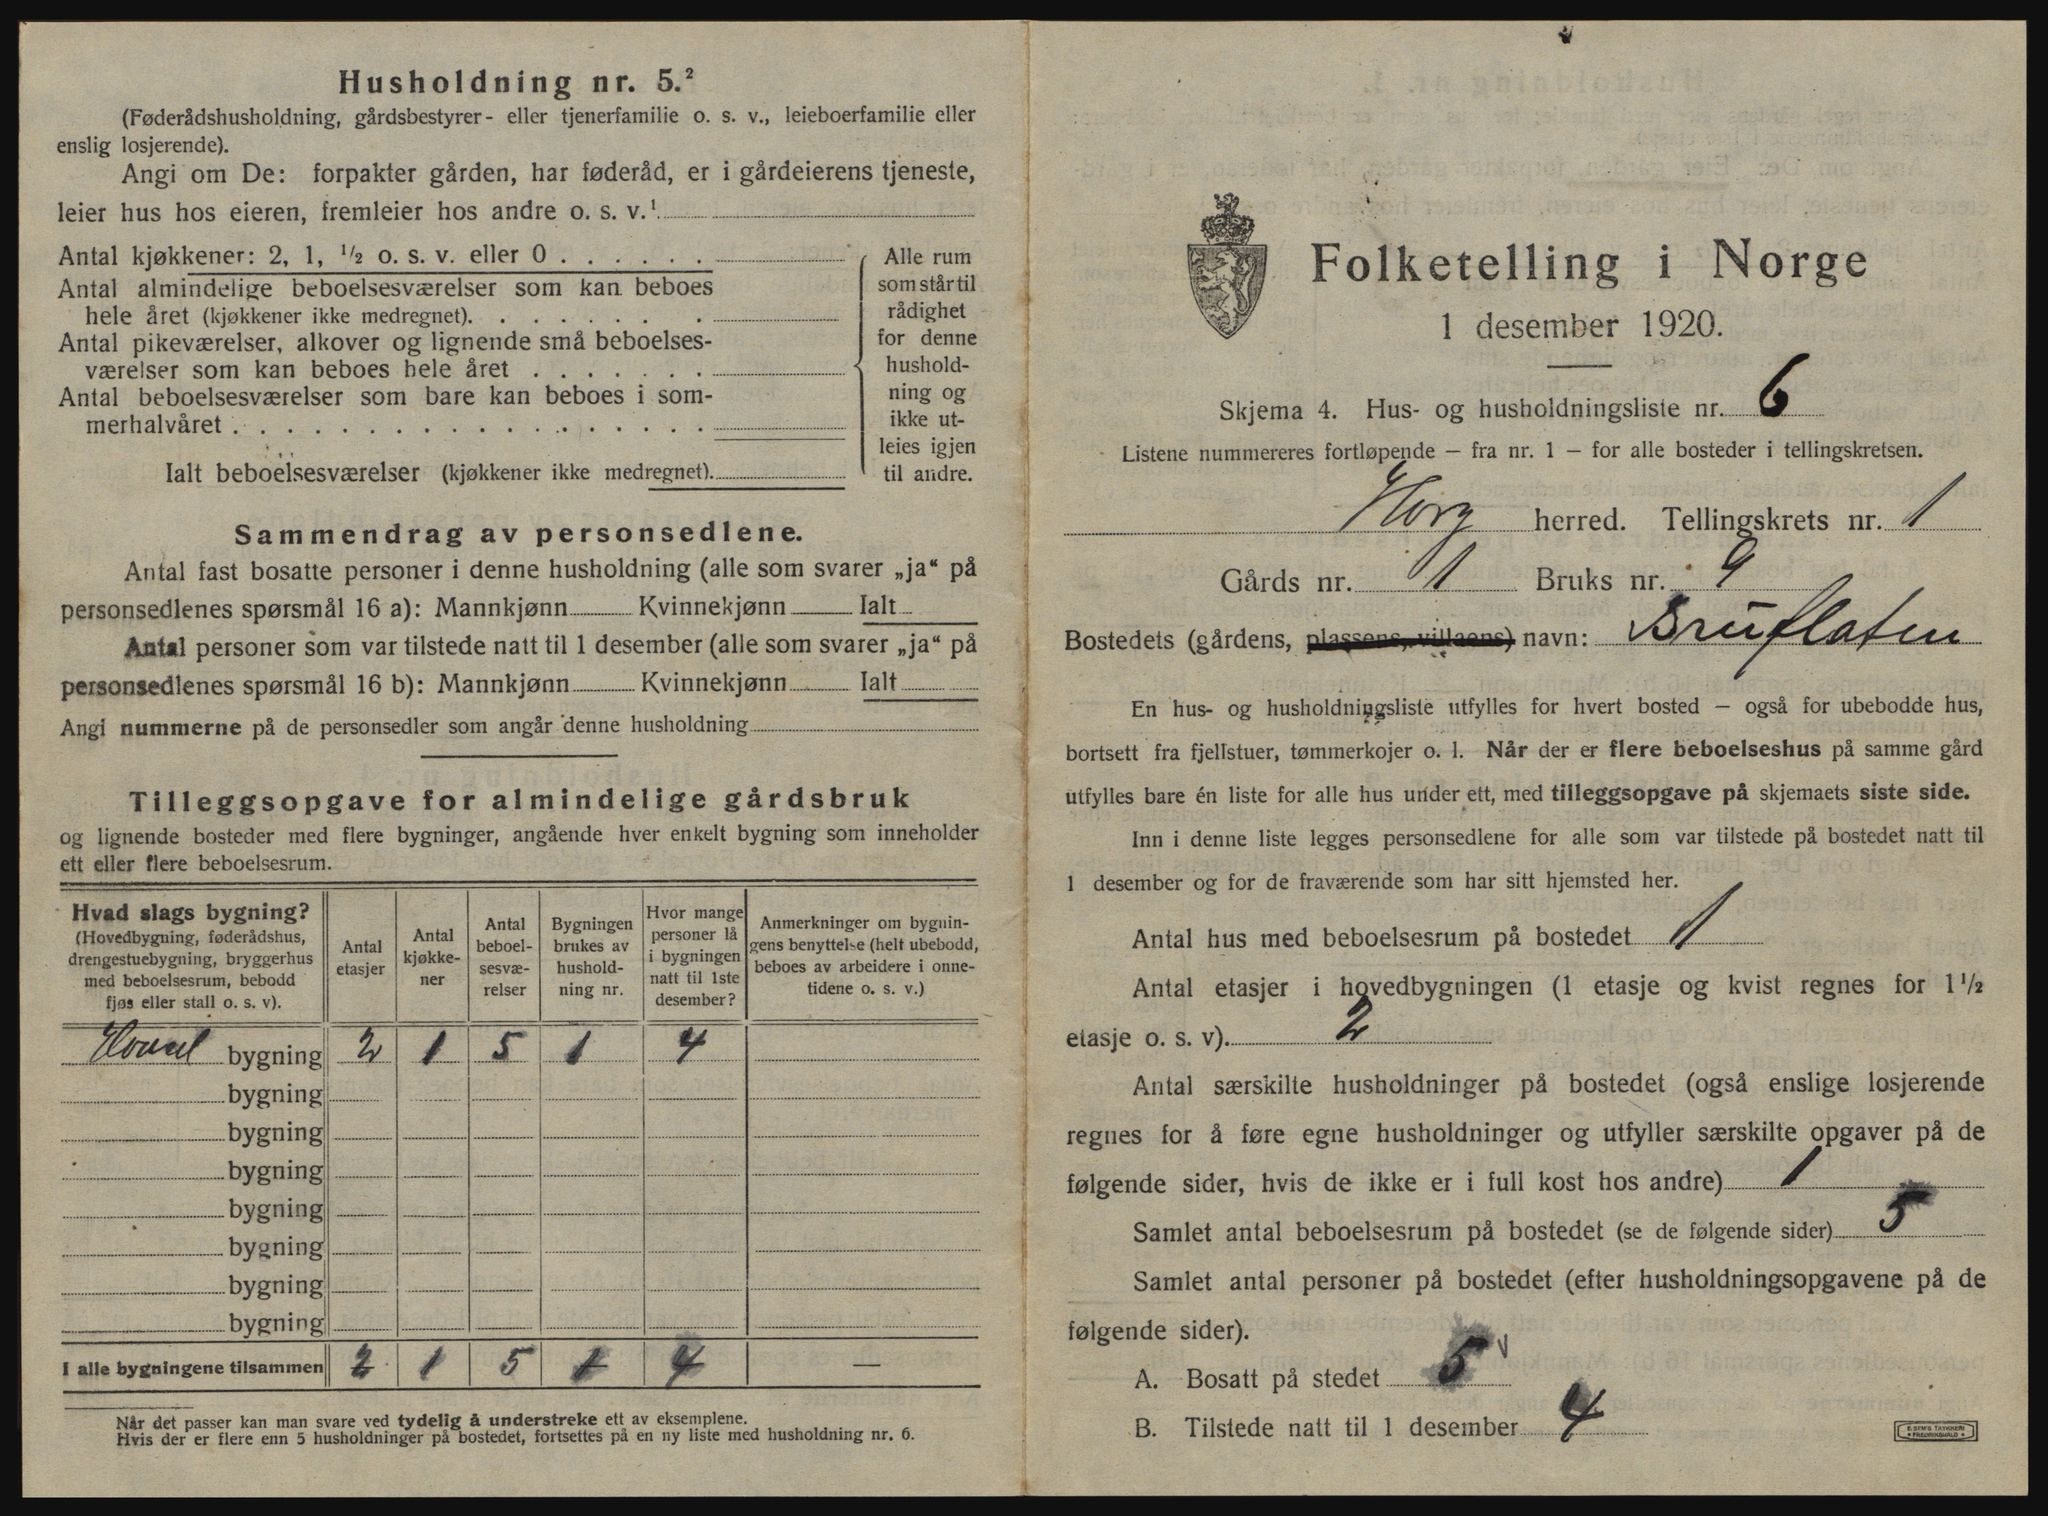 Husholdning nr. 5.²
(Føderådshusholdning, gårdsbestyrer- eller tjenerfamilie o. s. v., leieboerfamilie eller
enslig losjerende).
Angi om De: forpakter gården, har føderåd, er i gårdeierens tjeneste,
leier hus hos eieren, fremleier hos andre o. s. v.¹
Antal kjøkkener: 2, 1, ½ o. s. v. eller 0
Antal almindelige beboelsesværelser som kan beboes
hele året (kjøkkener ikke medregnet).
Antal pikeværelser, alkover og lignende små beboelses-
værelser som kan beboes hele året
Antal beboelsesværelser som bare kan beboes i som-
merhalvåret
Ialt beboelsesværelser (kjøkkener ikke medregnet).
Alle rum
som står til
rådighet
for denne
hushold-
ning og
ikke ut-
leies igjen
til andre.
Sammendrag av personsedlene.
Antal fast bosatte personer i denne husholdning (alle som svarer „ja“ på
personsedlenes spørsmål 16 a): Mannkjønn Kvinnekjønn Ialt
Antal personer som var tilstede natt til 1 desember (alle som svarer „ja“ på
personsedlenes spørsmål 16 b): Mannkjønn Kvinnekjønn Ialt
Angi nummerne på de personsedler som angår denne husholdning
Tilleggsopgave for almindelige gårdsbruk
og lignende bosteder med flere bygninger, angående hver enkelt bygning som inneholder
ett eller flere beboelsesrum.
Hvad slags bygning?
(Hovedbygning, føderådshus,
drengestuebygning, bryggerhus
med beboelsesrum, bebodd
fjøs eller stall o. s. v).
Antal
etasjer
Antal
kjøkke-
ner
Antal
beboel-
sesvæ-
relser
Bygningen
brukes av
hushold-
ning nr.
Hvor mange
personer lå
i bygningen
natt til 1ste
desember?
Anmerkninger om bygnin-
gens benyttelse (helt ubebodd,
beboes av arbeidere i onne-
tidene o. s. v.)
bygning 2 1 5 1 4
bygning
bygning
bygning
bygning
bygning
bygning
bygning
I alle bygningene tilsammen 2 1 5 1 4 —
Når det passer kan man svare ved tydelig å understreke ett av eksemplene.
Hvis der er flere enn 5 husholdninger på bostedet, fortsettes på en ny liste med husholdning nr. 6.
Folketelling i Norge
1 desember 1920.
Skjema 4. Hus- og husholdningsliste nr. 6
Listene nummereres fortløpende – fra nr. 1 – for alle bosteder i tellingskretsen.
Horg herred. Tellingskrets nr. 1
Gårds nr. 1 Bruks nr. 9
Bostedets (gårdens, plassens, villaens) navn: Bruflaten
En hus- og husholdningsliste utfylles for hvert bosted – også for ubebodde hus,
bortsett fra fjellstuer, tømmerkojer o. l. Når der er flere beboelseshus på samme gård
utfylles bare én liste for alle hus under ett, med tilleggsopgave på skjemaets siste side.
Inn i denne liste legges personsedlene for alle som var tilstede på bostedet natt til
1 desember og for de fraværende som har sitt hjemsted her.
Antal hus med beboelsesrum på bostedet 1
Antal etasjer i hovedbygningen (1 etasje og kvist regnes for 1½
etasje o. s. v). 2
Antal særskilte husholdninger på bostedet (også enslige losjerende
regnes for å føre egne husholdninger og utfyller særskilte opgaver på de
følgende sider, hvis de ikke er i full kost hos andre) 1
Samlet antal beboelsesrum på bostedet (se de følgende sider) 5
Samlet antal personer på bostedet (efter husholdningsopgavene på de
følgende sider).
A. Bosatt på stedet 5 v
B. Tilstede natt til 1 desember 4